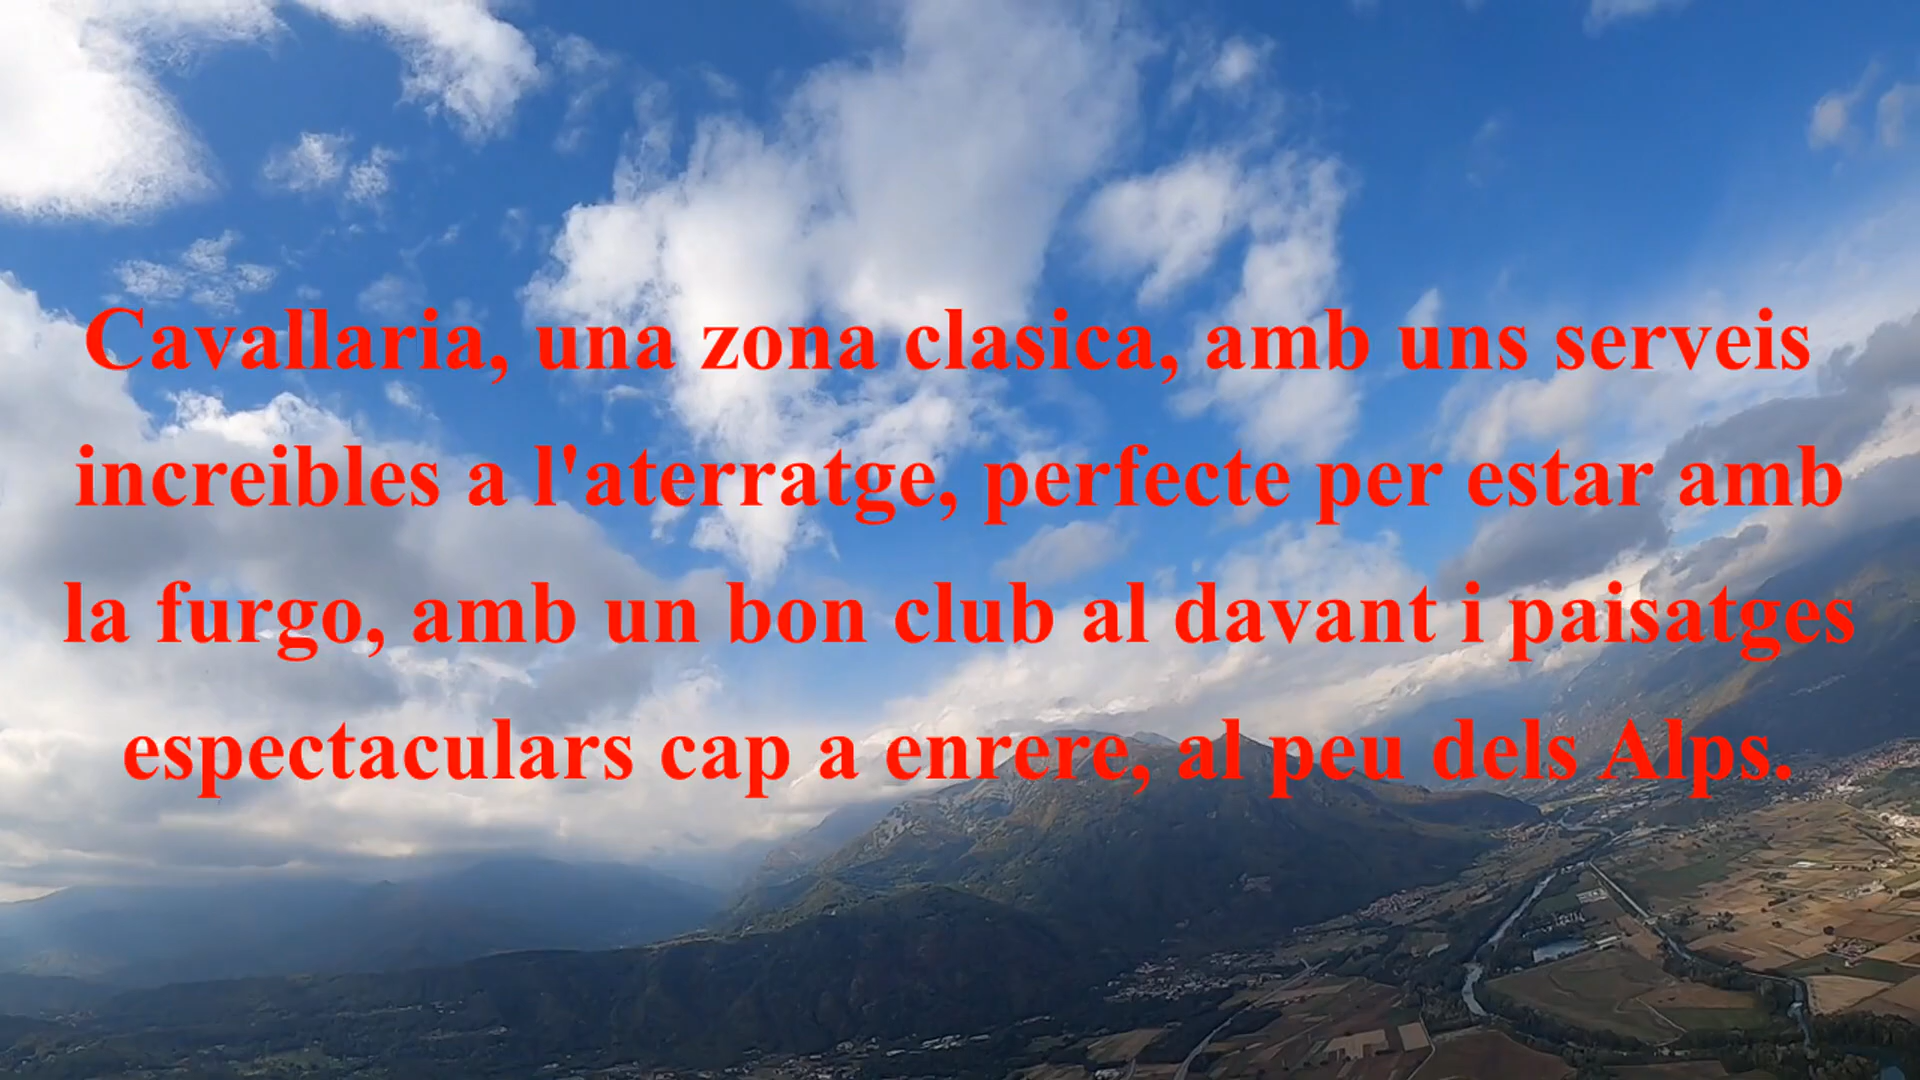 Cavallaria, una zona clasica, amb uns serveis
increibles a l'aterratge, perfecte per estar amb
la furgo, amb un bon club al davant i paisatges
espectaculars cap a enrere, al peu dels Alps.